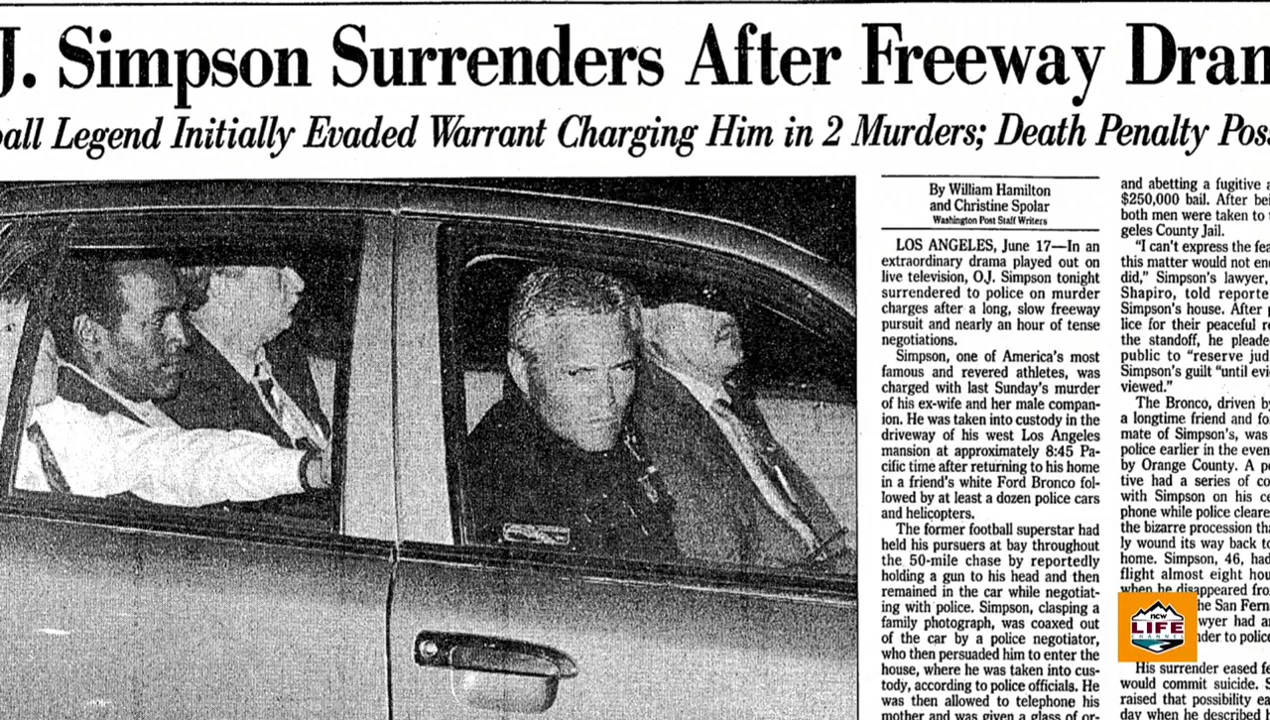 J. Simpson Surrenders After Freeway Dram
ball Legend Initially Evaded Warrant Charging Him in 2 Murders; Death Penalty Poss
By William Hamilton
and Christine Spolar
Washington Post Staff Writers
LOS ANGELES, June 17—In an
extraordinary drama played out on
live television, O.J. Simpson tonight
surrendered to police on murder
charges after a long, slow freeway
pursuit and nearly an hour of tense
negotiations.
Simpson, one of America's most
famous and revered athletes, was
charged with last Sunday's murder
of his ex-wife and her male compan-
ion. He was taken into custody in the
driveway of his west Los Angeles
mansion at approximately 8:45 Pa-
cific time after returning to his home
in a friend's white Ford Bronco fol-
lowed by at least a dozen police cars
and helicopters.
The former football superstar had
held his pursuers at bay throughout
the 50-mile chase by reportedly
holding a gun to his head and then
remained in the car while negotiat-
ing with police. Simpson, clasping a
family photograph, was coaxed out
of the car by a police negotiator,
who then persuaded him to enter the
house, where he was taken into cus-
tody, according to police officials. He
was then allowed to telephone his
mother and was given a glass of or-
and abetting a fugitive a
$250,000 bail. After bei
both men were taken to
geles County Jail.
"I can't express the fea
this matter would not en
did," Simpson's lawyer,
Shapiro, told reporte
Simpson's house. After p
lice for their peaceful re
the standoff, he pleade
public to "reserve jud
Simpson's guilt "until evi
viewed."
The Bronco, driven by
a longtime friend and fo
mate of Simpson's, was
police earlier in the even
by Orange County. A po
tive had a series of co
with Simpson on his ce
phone while police cleare
the bizarre procession tha
ly wound its way back to
home. Simpson, 46, had
flight almost eight hou
when he disappeared fro
he San Fern
wyer had a
der to police
His surrender eased fe
would commit suicide. S
raised that possibility ea
day when he described h
ncw
LIFE
CHANNEL